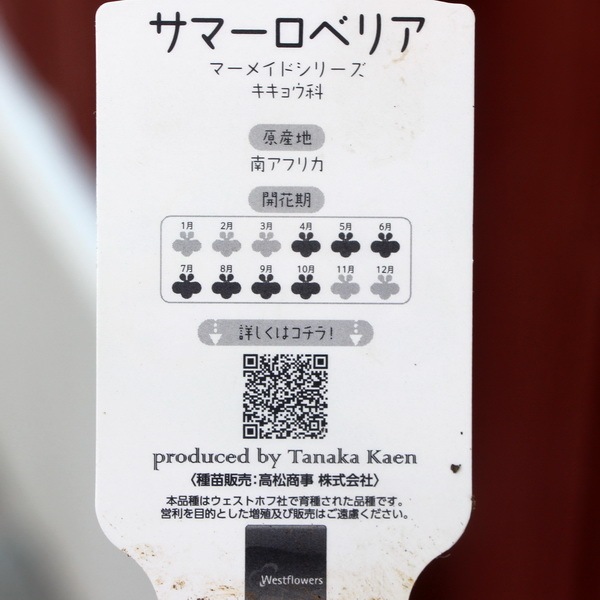 サマーロベリア
マーメイドシリーズ
キキョウ科
原産地
南アフリカ
開花期
1月 2月 3月 4月 5月 6月
7月 8月 9月 10月 11月 12月
詳しくはコチラ!
produced by Tanaka Kaen
〈種苗販売:高松商事 株式会社〉
本品種はウェストホフ社で育種された品種です。
営利を目的とした増殖及び販売はご遠慮ください。
Westflowers